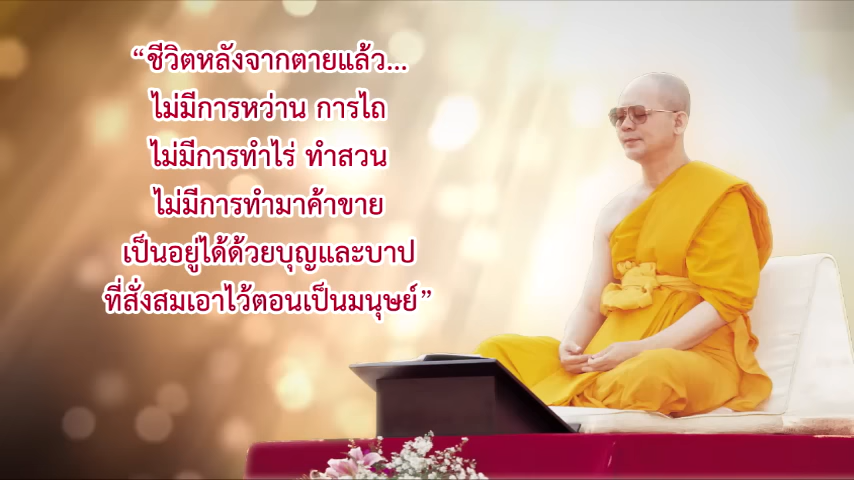 “ชีวิตหลังจากตายแล้ว...
ไม่มีการหว่าน การไถ
ไม่มีการทำไร่ ทำสวน
ไม่มีการทำมาค้าขาย
เป็นอยู่ได้ด้วยบุญและบาป
ที่สั่งสมเอาไว้ตอนเป็นมนุษย์”